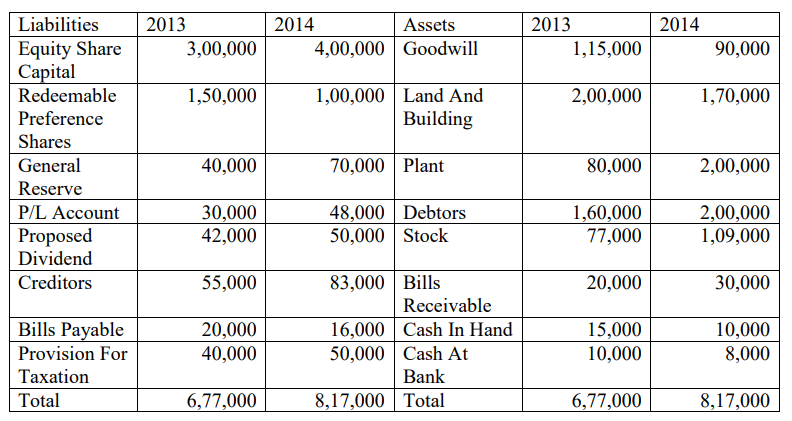 Liabilities 2013 2014 Assets 2013 2014
Equity Share 3,00,000 4,00,000 Goodwill 1,15,000 90,000
Capital
Redeemable 1,50,000 1,00,000 Land And 2,00,000 1,70,000
Preference Building
Shares
General 40,000 70,000 Plant 80,000 2,00,000
Reserve
P/L Account 30,000 48,000 Debtors 1,60,000 2,00,000
Proposed 42,000 50,000 Stock 77,000 1,09,000
Dividend
Creditors 55,000 83,000 Bills 20,000 30,000
Receivable
Bills Payable 20,000 16,000 Cash In Hand 15,000 10,000
Provision For 40,000 50,000 Cash At 10,000 8,000
Taxation Bank
Total 6,77,000 8,17,000 Total 6,77,000 8,17,000